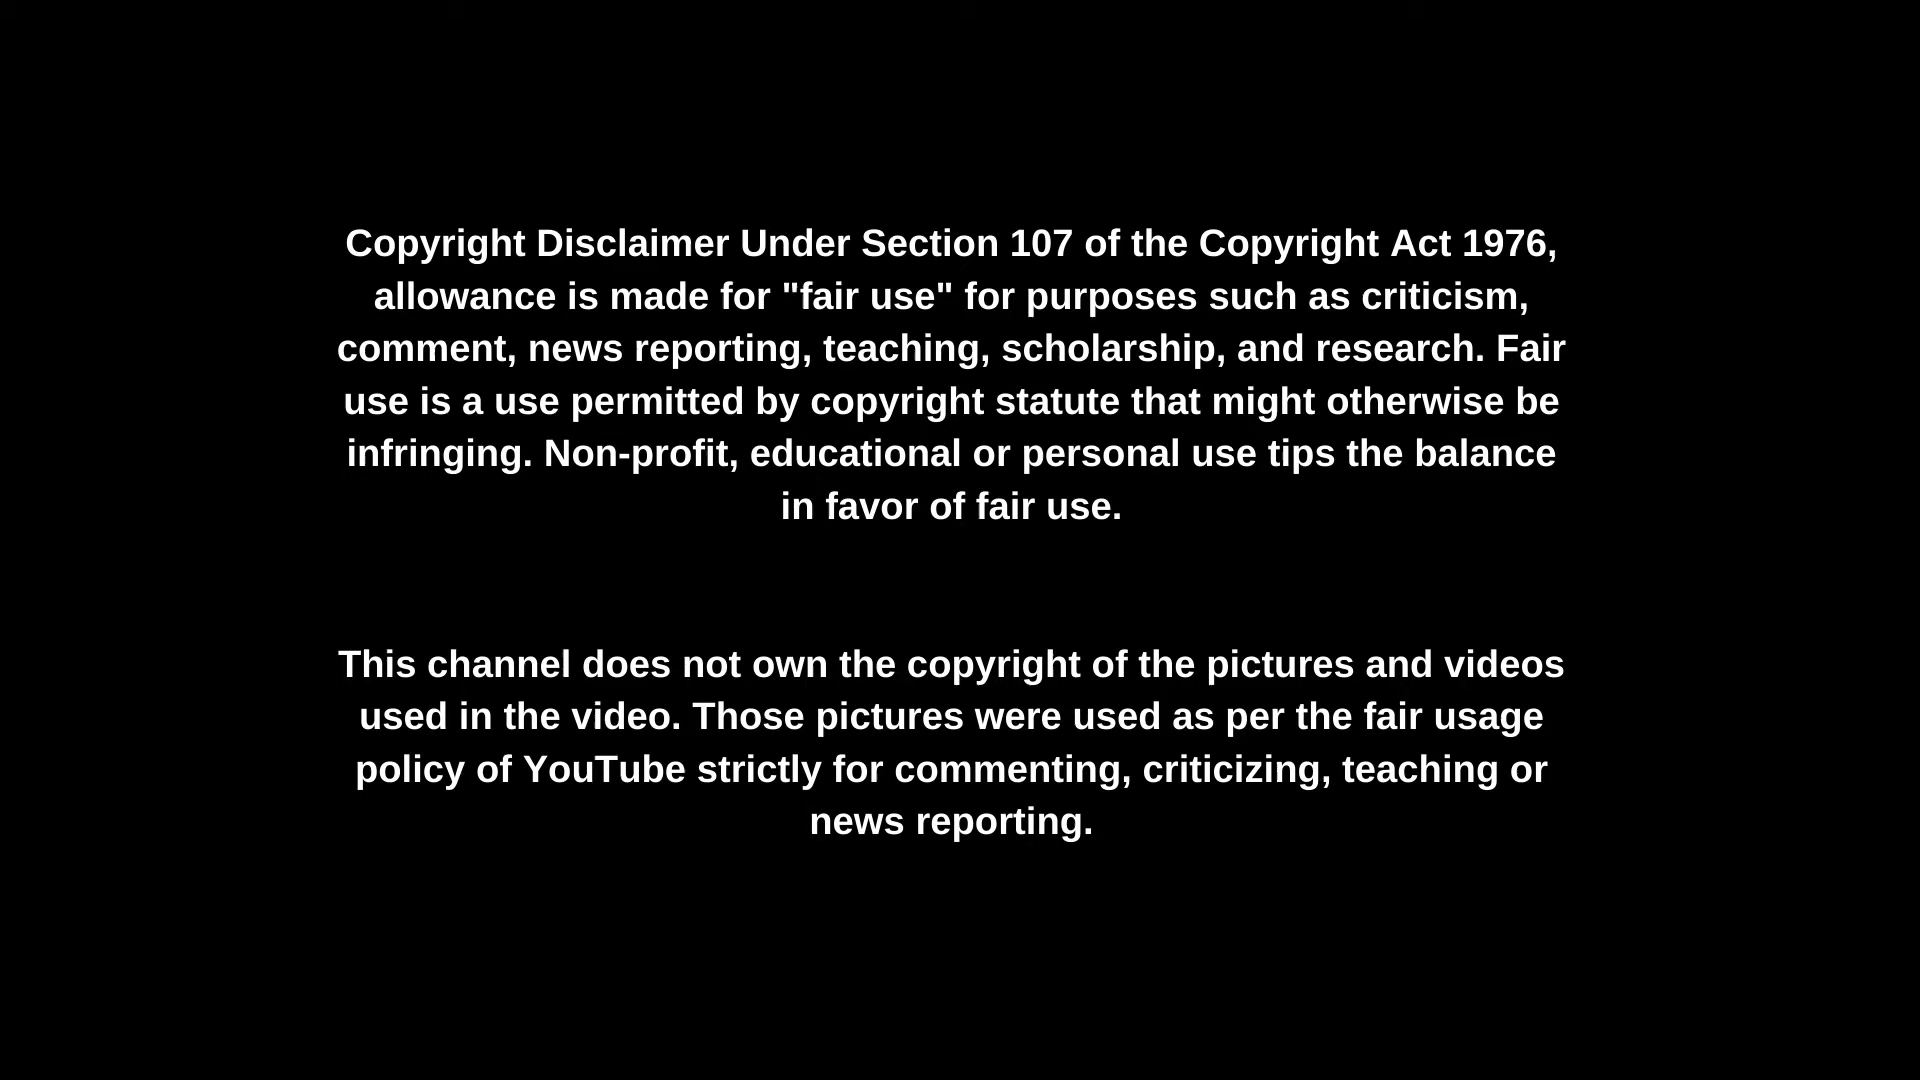 Copyright Disclaimer Under Section 107 of the Copyright Act 1976,
allowance is made for "fair use" for purposes such as criticism,
comment, news reporting, teaching, scholarship, and research. Fair
use is a use permitted by copyright statute that might otherwise be
infringing. Non-profit, educational or personal use tips the balance
in favor of fair use.
This channel does not own the copyright of the pictures and videos
used in the video. Those pictures were used as per the fair usage
policy of YouTube strictly for commenting, criticizing, teaching or
news reporting.